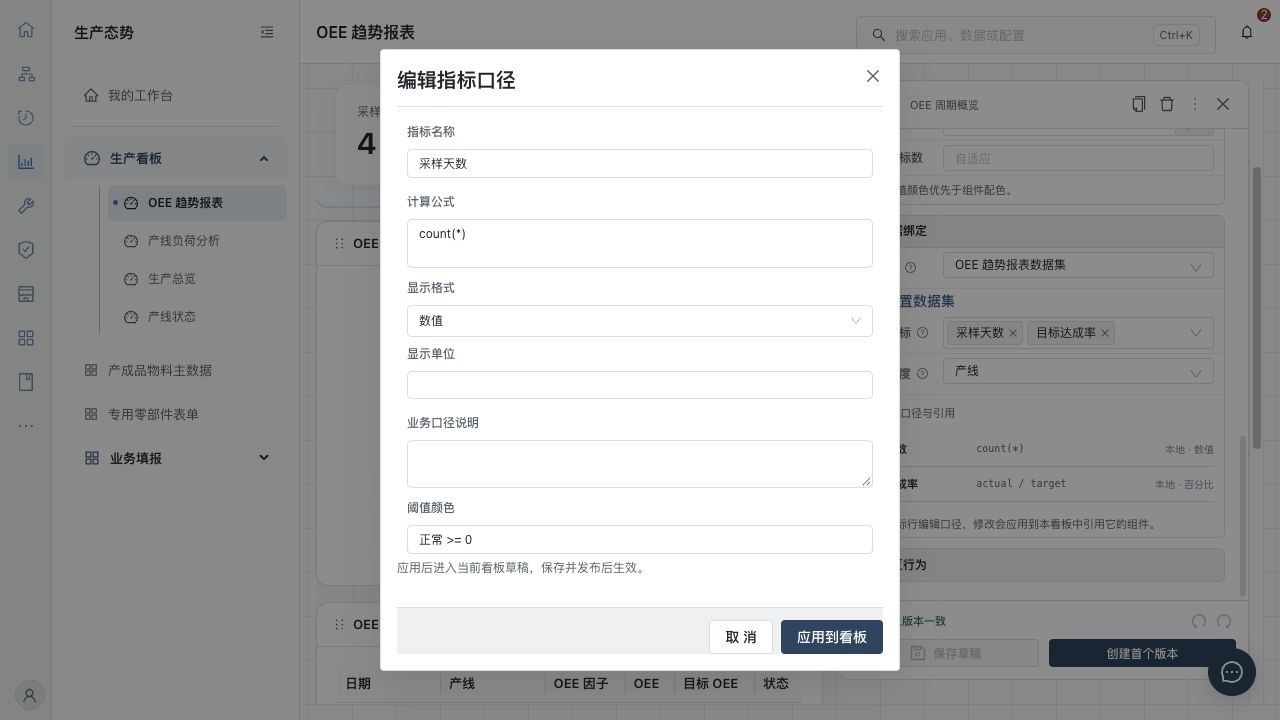 生产态势
我的工作台
生产看板
OEE 趋势报表
产线负荷分析
生产总览
产线状态
产成品物料主数据
专用零部件表单
业务填报
OEE 趋势报表
搜索应用、数据或配置
Ctrl+K
2
采样
4
OEE
OEE
日期 产线 OEE 因子 OEE 目标 OEE 状态
编辑指标口径
指标名称
采样天数
计算公式
count(*)
显示格式
数值
显示单位
业务口径说明
阈值颜色
正常 >= 0
应用后进入当前看板草稿，保存并发布后生效。
取 消
应用到看板
OEE 周期概览
标数
自适应
值颜色优先于组件配色。
据绑定
OEE 趋势报表数据集
置数据集
标
采样天数
目标达成率
度
产线
口径与引用
数 count(*) 本地 · 数值
成率 actual / target 本地 · 百分比
标行编辑口径，修改会应用到本看板中引用它的组件。
互行为
版本一致
保存草稿
创建首个版本